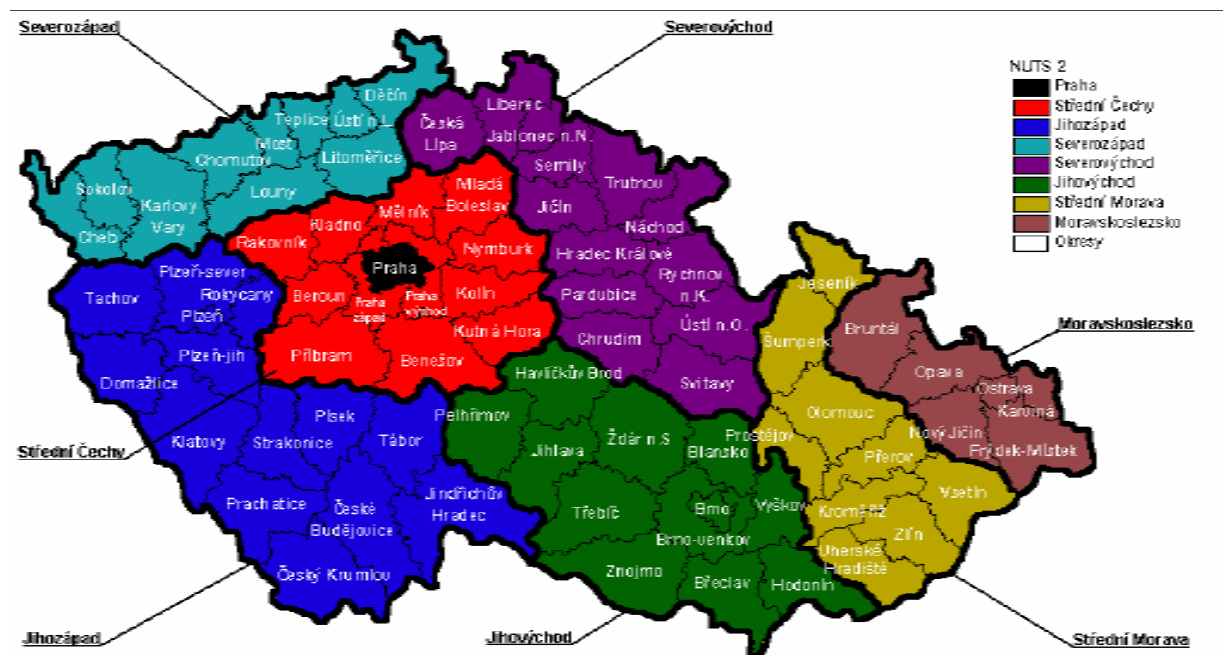 Severozápad
Severovýchod
NUTS 2
Praha
Střední Čechy
Jihozápad
Severozápad
Severovýchod
Jihovýchod
Střední Morava
Moravskoslezsko
Okresy
Děčín
Teplice
Ústí n.L.
Most
Chomutov
Litoměřice
Louny
Sokolov
Karlovy
Vary
Cheb
Česká
Lípa
Liberec
Jablonec n.N.
Semily
Trutnov
Jičín
Náchod
Hradec Králové
Rychnov
n.K.
Pardubice
Ústí n.O.
Chrudim
Svitavy
Mladá
Boleslav
Mělník
Kladno
Rakovník
Nymburk
Praha
Beroun
Praha
západ
Praha
východ
Kolín
Kutná Hora
Příbram
Benešov
Plzeň-sever
Tachov
Rokycany
Plzeň
Plzeň-jih
Domažlice
Klatovy
Písek
Strakonice
Tábor
Prachatice
České
Budějovice
Jindřichův
Hradec
Český Krumlov
Havlíčkův Brod
Pelhřimov
Jihlava
Žďár n.S
Blansko
Třebíč
Brno
Vyškov
Brno-venkov
Znojmo
Břeclav
Hodonín
Jeseník
Šumperk
Olomouc
Prostějov
Přerov
Kroměříž
Vsetín
Zlín
Uherské
Hradiště
Bruntál
Opava
Ostrava
Karviná
Nový Jičín
Frýdek-Místek
Moravskoslezsko
Střední Čechy
Jihozápad
Jihovýchod
Střední Morava